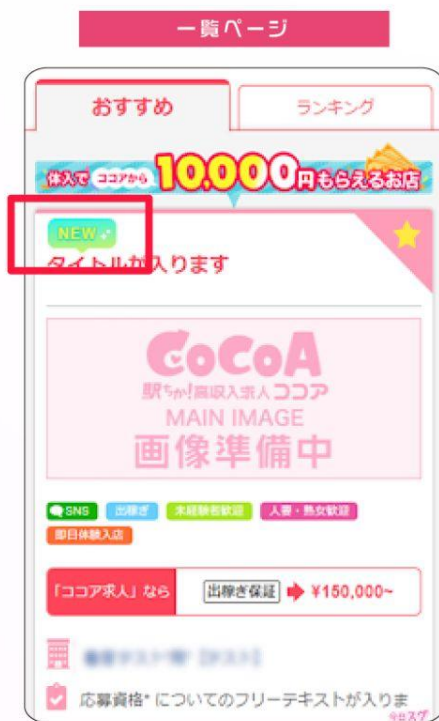 一覧ページ
おすすめ
ランキング
体入で ココアから 10,000円もらえるお店
NEW
タイトルが入ります
CoCoA
駅ちか!高収入求人ココア
MAIN IMAGE
画像準備中
SNS 出稼ぎ 未経験者歓迎 人妻・熟女歓迎
即日体験入店
「ココア求人」なら 出稼ぎ保証 ➡ ¥150,000~
応募資格* についてのフリーテキストが入りま